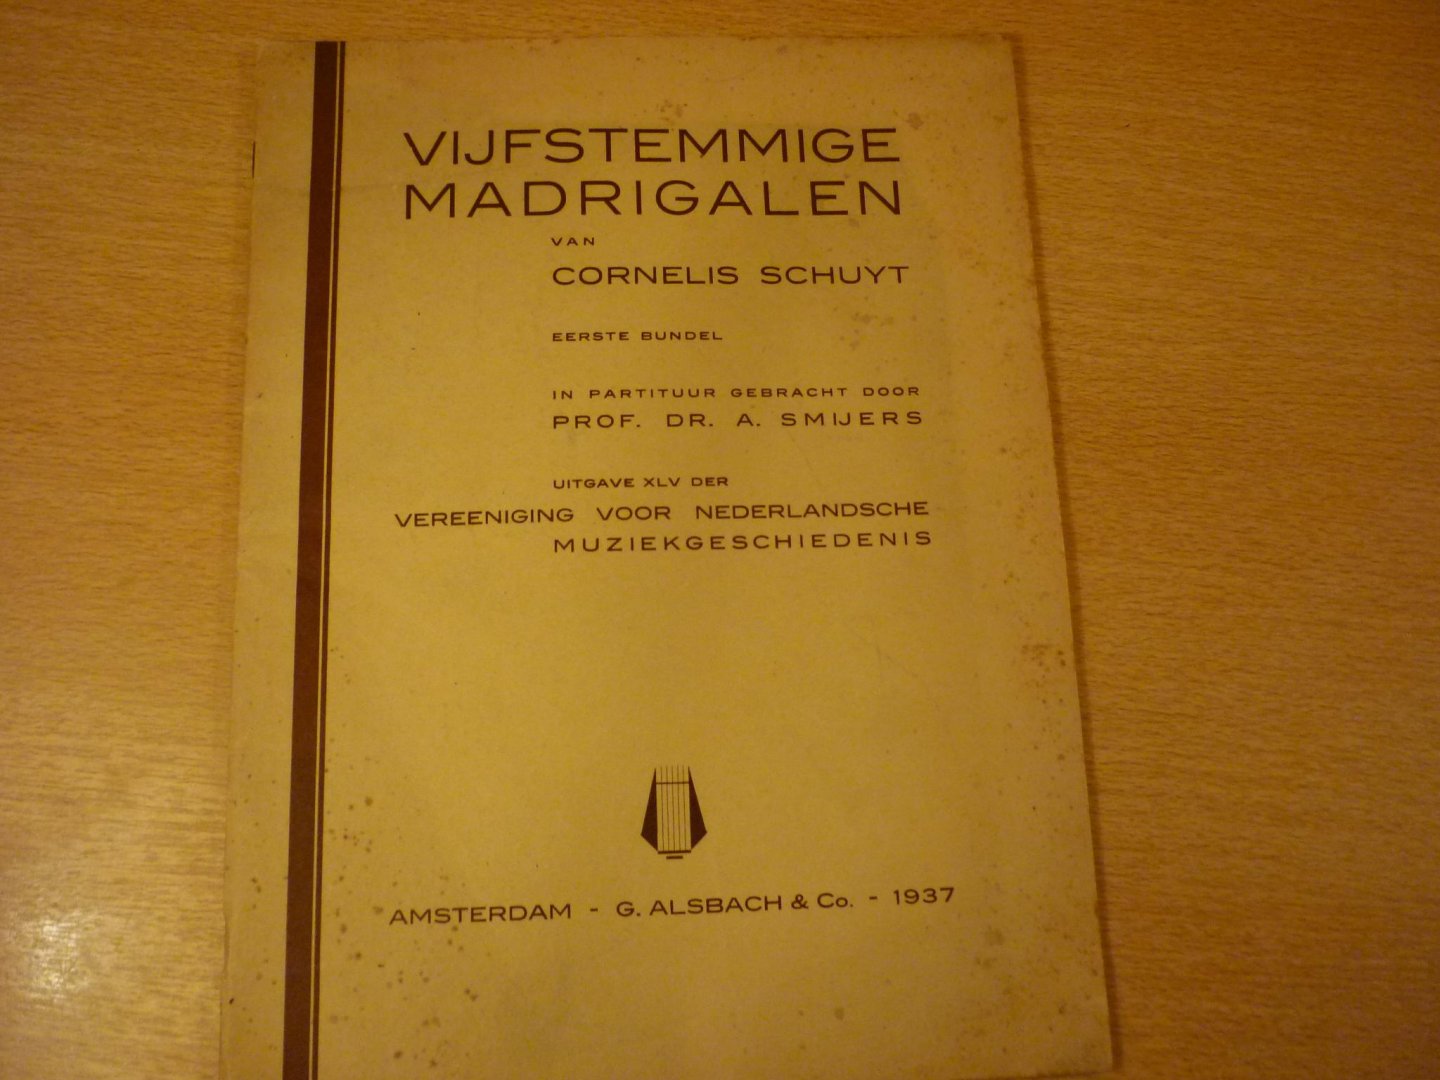 VIJFSTEMMIGE
MADRIGALEN
VAN
CORNELIS SCHUYT
EERSTE BUNDEL
IN PARTITUUR GEBRACHT DOOR
PROF. DR. A. SMIJERS
UITGAVE XLV DER
VEREENIGING VOOR NEDERLANDSCHE
MUZIEKGESCHIEDENIS
AMSTERDAM - G. ALSBACH & Co. - 1937